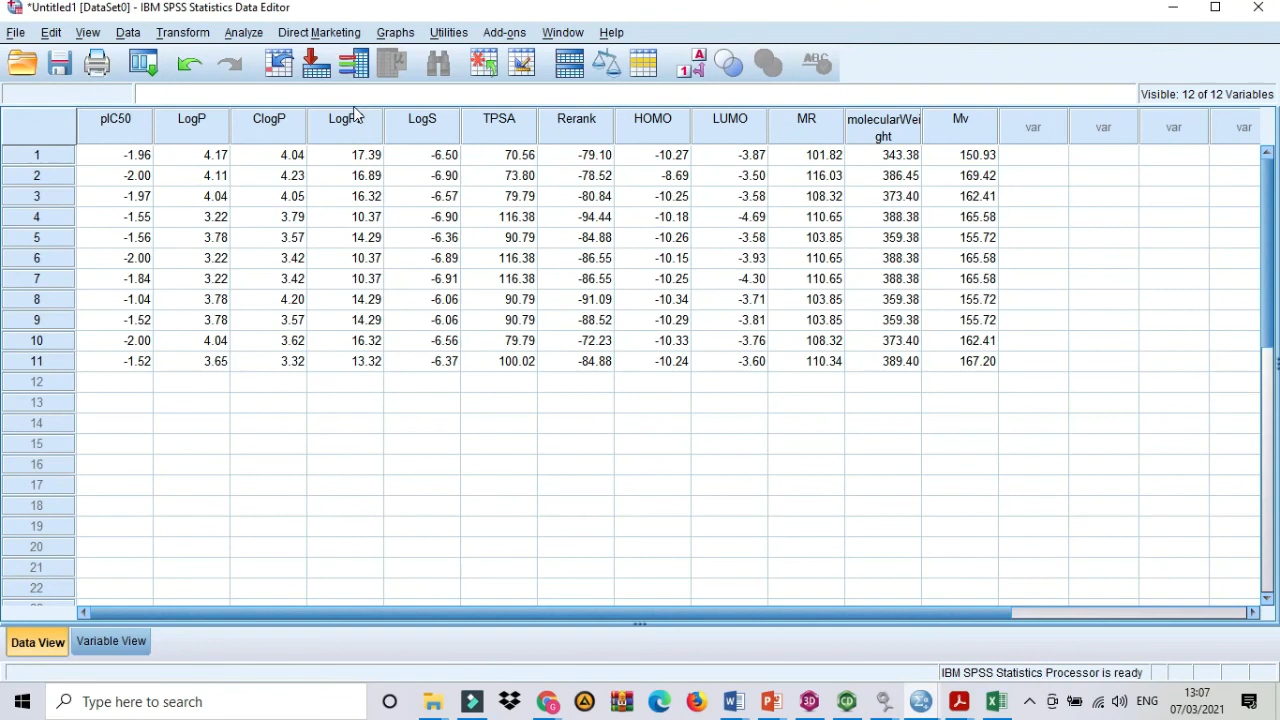 *Untitled1 [DataSet0] - IBM SPSS Statistics Data Editor
File Edit View Data Transform Analyze Direct Marketing Graphs Utilities Add-ons Window Help
Visible: 12 of 12 Variables
pIC50 LogP ClogP LogS TPSA Rerank HOMO LUMO MR molecularWei Mv var var var var
ght
1 -1.96 4.17 4.04 17.39 -6.50 70.56 -79.10 -10.27 -3.87 101.82 343.38 150.93
2 -2.00 4.11 4.23 16.89 -6.90 73.80 -78.52 -8.69 -3.50 116.03 386.45 169.42
3 -1.97 4.04 4.05 16.32 -6.57 79.79 -80.84 -10.25 -3.58 108.32 373.40 162.41
4 -1.55 3.22 3.79 10.37 -6.90 116.38 -94.44 -10.18 -4.69 110.65 388.38 165.58
5 -1.56 3.78 3.57 14.29 -6.36 90.79 -84.88 -10.26 -3.58 103.85 359.38 155.72
6 -2.00 3.22 3.42 10.37 -6.89 116.38 -86.55 -10.15 -3.93 110.65 388.38 165.58
7 -1.84 3.22 3.42 10.37 -6.91 116.38 -86.55 -10.25 -4.30 110.65 388.38 165.58
8 -1.04 3.78 4.20 14.29 -6.06 90.79 -91.09 -10.34 -3.71 103.85 359.38 155.72
9 -1.52 3.78 3.57 14.29 -6.06 90.79 -88.52 -10.29 -3.81 103.85 359.38 155.72
10 -2.00 4.04 3.62 16.32 -6.56 79.79 -72.23 -10.33 -3.76 108.32 373.40 162.41
11 -1.52 3.65 3.32 13.32 -6.37 100.02 -84.88 -10.24 -3.60 110.34 389.40 167.20
12
13
14
15
16
17
18
19
20
21
22
Data View Variable View
IBM SPSS Statistics Processor is ready
Type here to search
ENG
13:07
07/03/2021